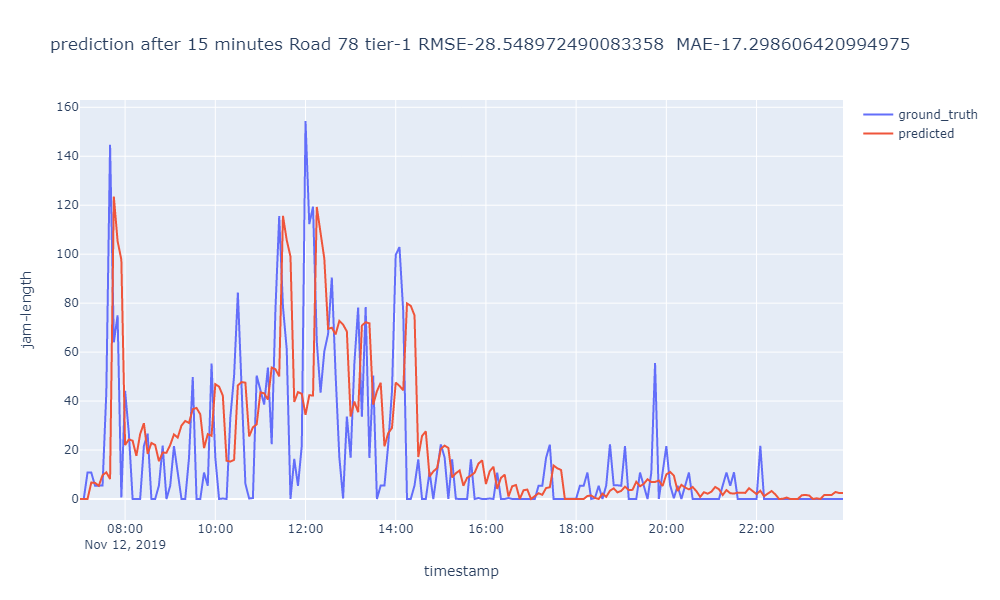 prediction after 15 minutes Road 78 tier-1 RMSE-28.548972490083358  MAE-17.298606420994975
ground_truth
predicted
jam-length
160
140
120
100
80
60
40
20
0
08:00 10:00 12:00 14:00 16:00 18:00 20:00 22:00
Nov 12, 2019
timestamp